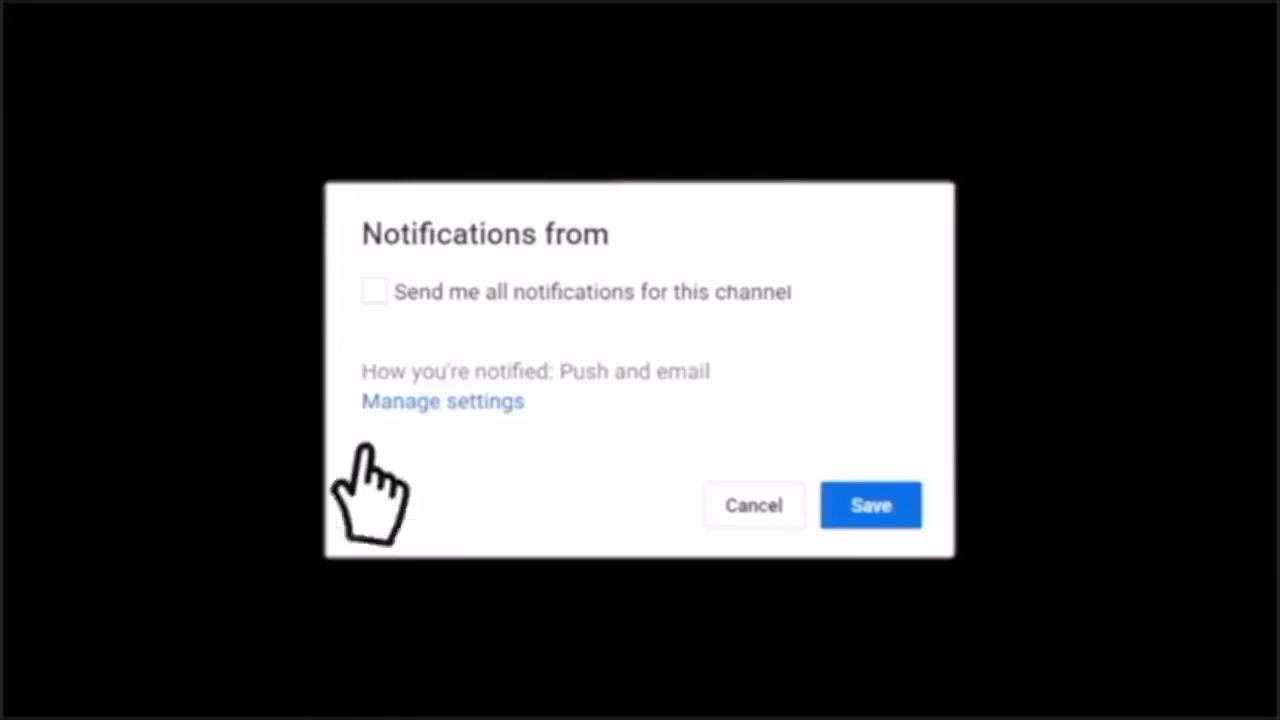 Notifications from
Send me all notifications for this channel
How you're notified: Push and email
Manage settings
Cancel
Save